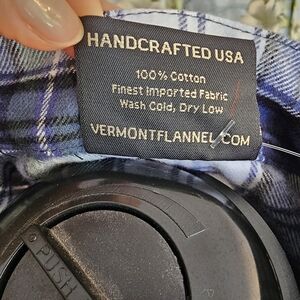 HANDCRAFTED USA
100% Cotton
Finest Imported Fabric
Wash Cold, Dry Low
VERMONTFLANNEL.COM
PUSH